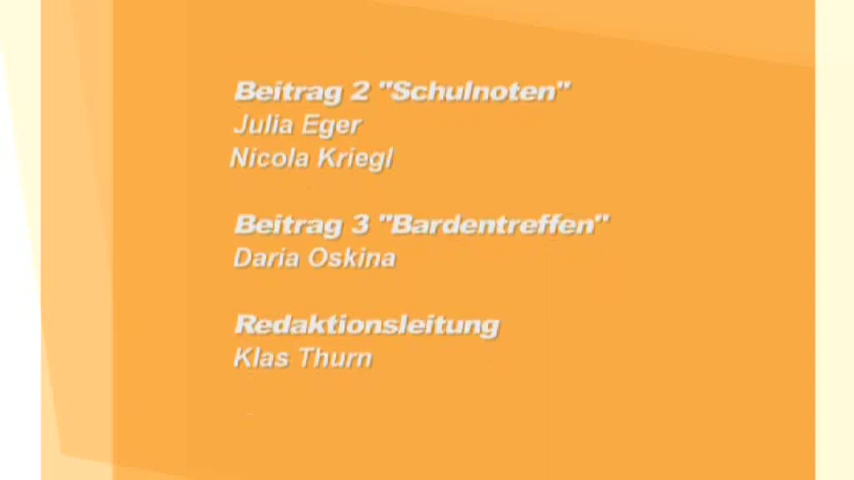 Beitrag 2 "Schulnoten"
Julia Eger
Nicola Kriegl
Beitrag 3 "Bardentreffen"
Daria Oskina
Redaktionsleitung
Klas Thurn